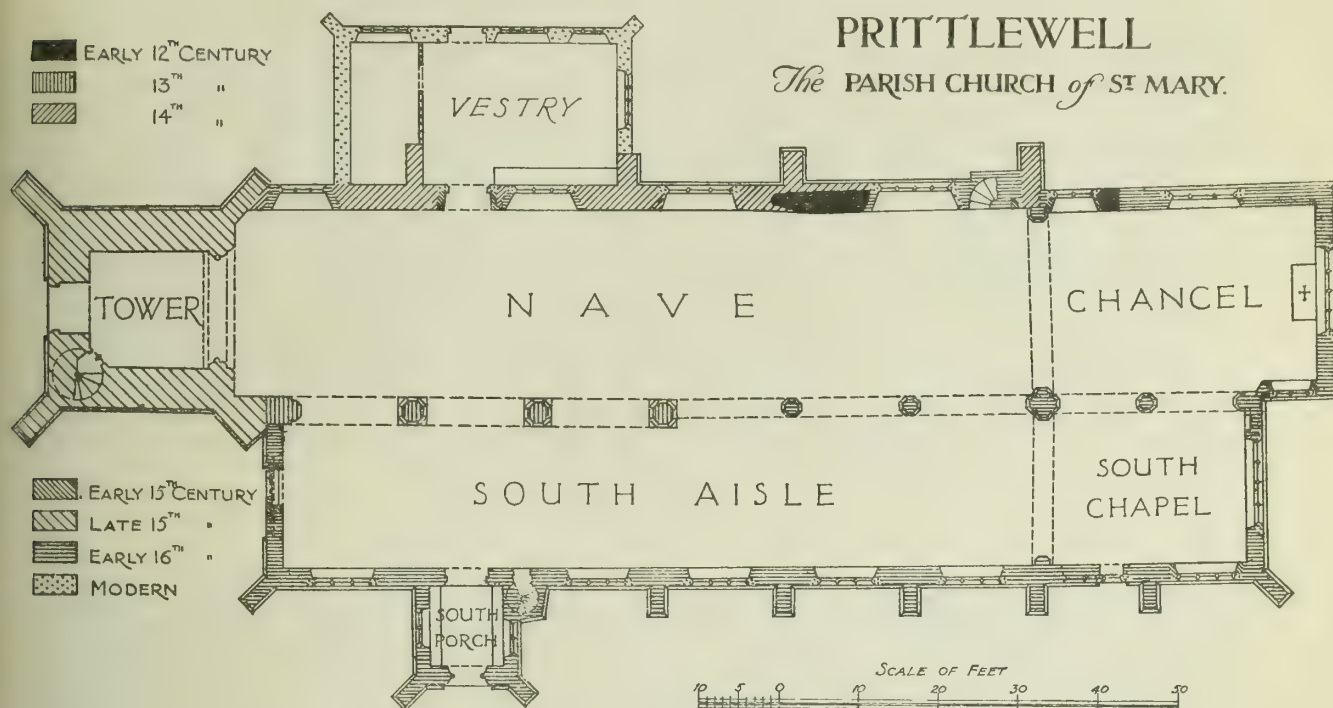 PRITTLEWELL
The PARISH CHURCH of ST MARY.
EARLY 12TH CENTURY
13TH "
14TH "
VESTRY
TOWER
NAVE
CHANCEL
SOUTH AISLE
SOUTH
CHAPEL
EARLY 15TH CENTURY
LATE 15TH "
EARLY 16TH "
MODERN
SOUTH
PORCH
SCALE OF FEET
10 5 0 10 20 30 40 50